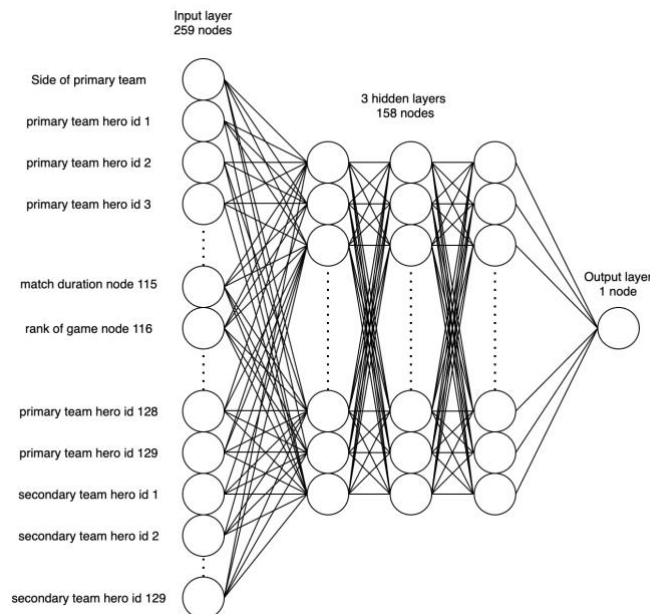 Input layer
259 nodes
Side of primary team
primary team hero id 1
primary team hero id 2
primary team hero id 3
match duration node 115
rank of game node 116
primary team hero id 128
primary team hero id 129
secondary team hero id 1
secondary team hero id 2
secondary team hero id 129
3 hidden layers
158 nodes
Output layer
1 node